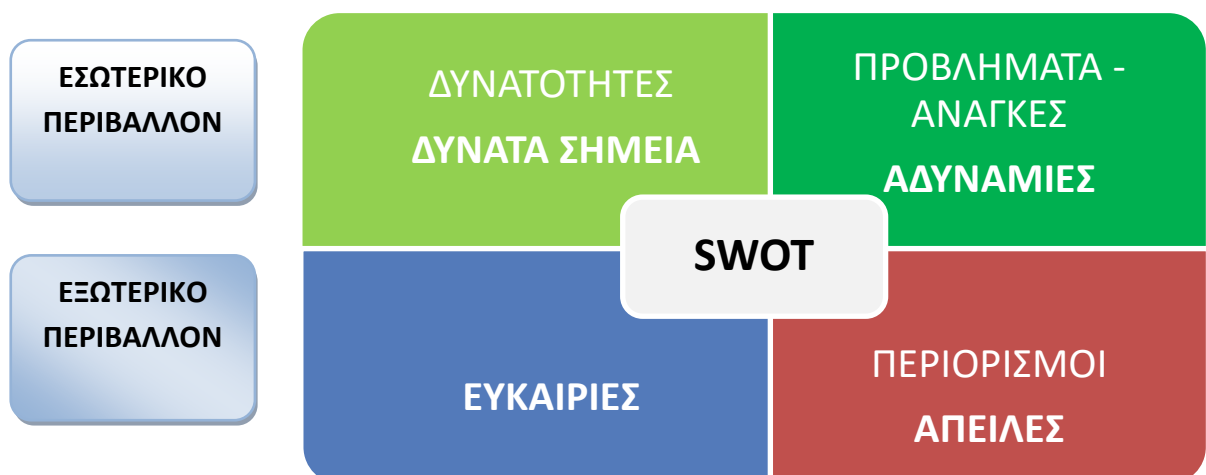 ΕΣΩΤΕΡΙΚΟ
ΠΕΡΙΒΑΛΛΟΝ
ΔΥΝΑΤΟΤΗΤΕΣ
ΔΥΝΑΤΑ ΣΗΜΕΙΑ
ΠΡΟΒΛΗΜΑΤΑ -
ΑΝΑΓΚΕΣ
ΑΔΥΝΑΜΙΕΣ
SWOT
ΕΞΩΤΕΡΙΚΟ
ΠΕΡΙΒΑΛΛΟΝ
ΕΥΚΑΙΡΙΕΣ
ΠΕΡΙΟΡΙΣΜΟΙ
ΑΠΕΙΛΕΣ